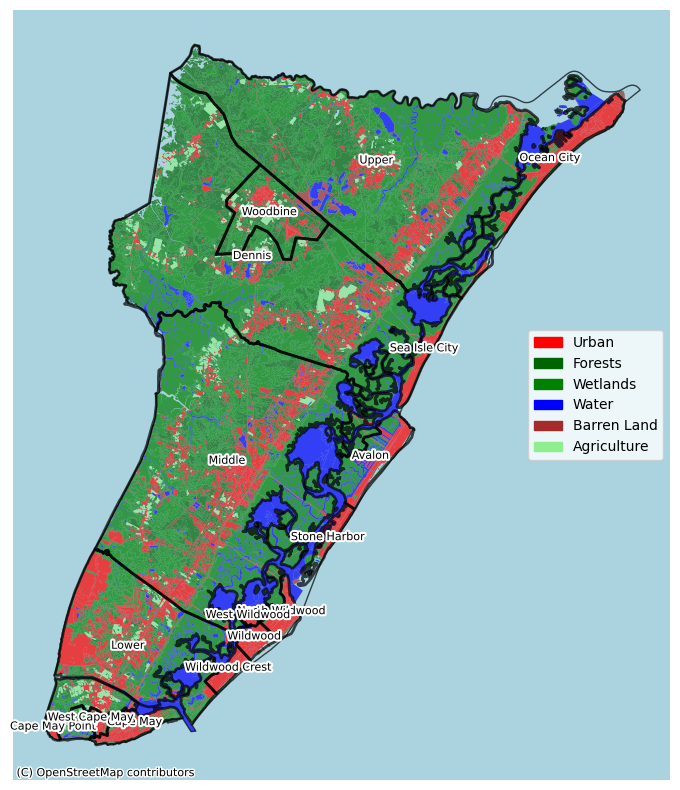 Upper
Ocean City
Woodbine
Dennis
Sea Isle City
Urban
Forests
Wetlands
Water
Barren Land
Agriculture
Avalon
Middle
Stone Harbor
North Wildwood
West Wildwood
Wildwood
Lower
Wildwood Crest
West Cape May
Cape May Point
Cape May
(C) OpenStreetMap contributors